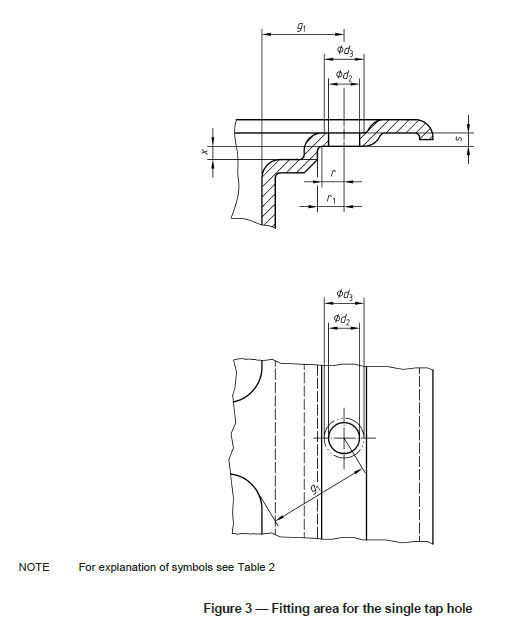 g1
Φd3
Φd2
x
s
r
r1
Φd3
Φd2
g1
NOTE For explanation of symbols see Table 2
Figure 3 — Fitting area for the single tap hole